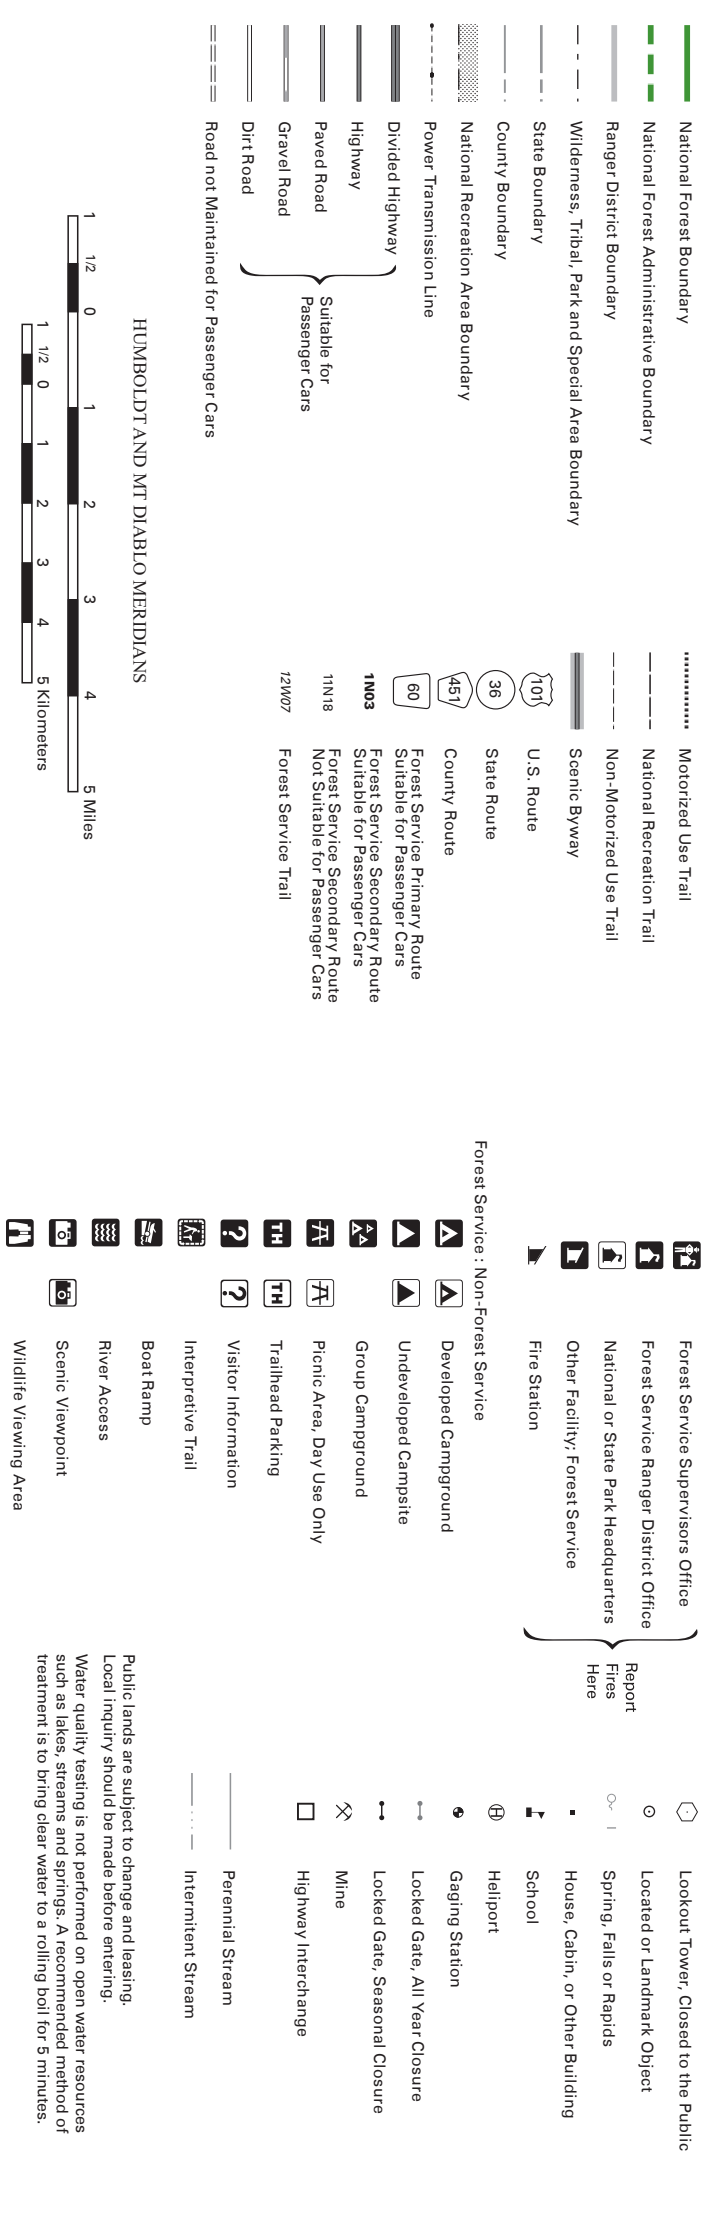 National Forest Boundary
National Forest Administrative Boundary
Ranger District Boundary
Wilderness, Tribal, Park and Special Area Boundary
State Boundary
County Boundary
National Recreation Area Boundary
Power Transmission Line
Divided Highway
Highway
Paved Road
Gravel Road
Dirt Road
Suitable for
Passenger Cars
Road not Maintained for Passenger Cars
HUMBOLDT AND MT DIABLO MERIDIANS
1 1/2 0 1 2 3 4 5 Miles
1 1/2 0 1 2 3 4 5 Kilometers
Motorized Use Trail
National Recreation Trail
Non-Motorized Use Trail
Scenic Byway
101 U.S. Route
36 State Route
451 County Route
60 Forest Service Primary Route
Suitable for Passenger Cars
1N03 Forest Service Secondary Route
Suitable for Passenger Cars
11N18 Forest Service Secondary Route
Not Suitable for Passenger Cars
12W07 Forest Service Trail
Forest Service Supervisors Office
Forest Service Ranger District Office
National or State Park Headquarters
Other Facility; Forest Service
Fire Station
Report
Fires
Here
Forest Service : Non-Forest Service
Developed Campground
Undeveloped Campsite
Group Campground
Picnic Area, Day Use Only
TH TH Trailhead Parking
? ? Visitor Information
Interpretive Trail
Boat Ramp
River Access
Scenic Viewpoint
Wildlife Viewing Area
Lookout Tower, Closed to the Public
Located or Landmark Object
Spring, Falls or Rapids
House, Cabin, or Other Building
School
H Heliport
Gaging Station
Locked Gate, All Year Closure
Locked Gate, Seasonal Closure
Mine
Highway Interchange
Perennial Stream
Intermitent Stream
Public lands are subject to change and leasing.
Local inquiry should be made before entering.
Water quality testing is not performed on open water resources
such as lakes, streams and springs. A recommended method of
treatment is to bring clear water to a rolling boil for 5 minutes.